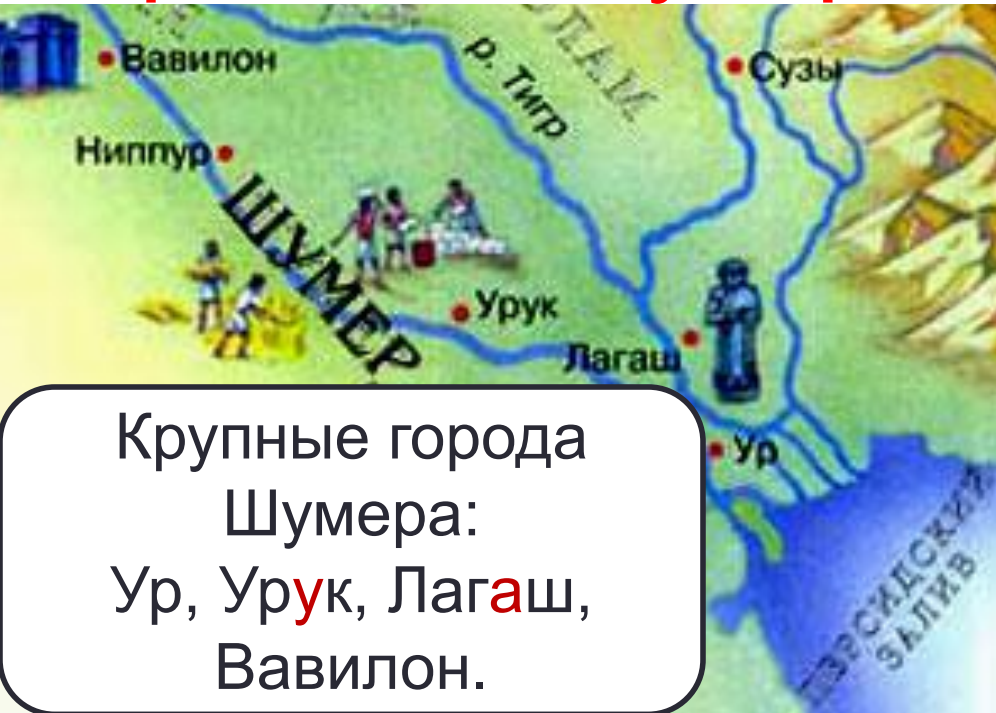 Вавилон
р. Тигр
Сузы
Ниппур
ШУМЕР
Урук
Лагаш
Ур
ПЕРСИДСКИЙ
ЗАЛИВ
Крупные города
Шумера:
Ур, Урук, Лагаш,
Вавилон.